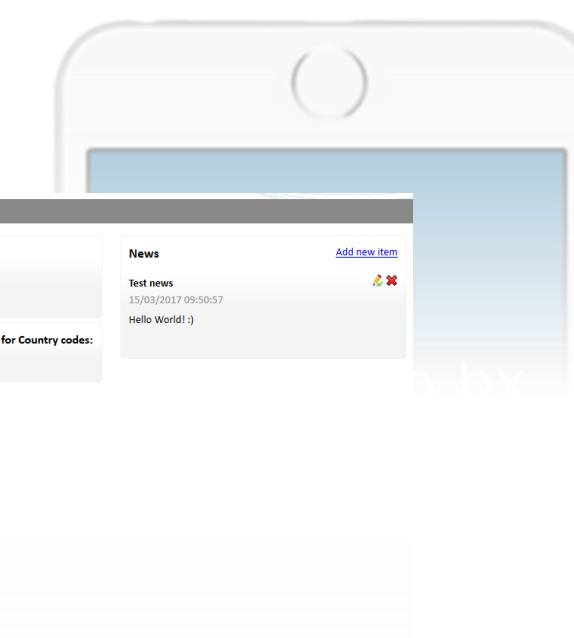 News
Add new item
Test news
15/03/2017 09:50:57
Hello World! :)
for Country codes: